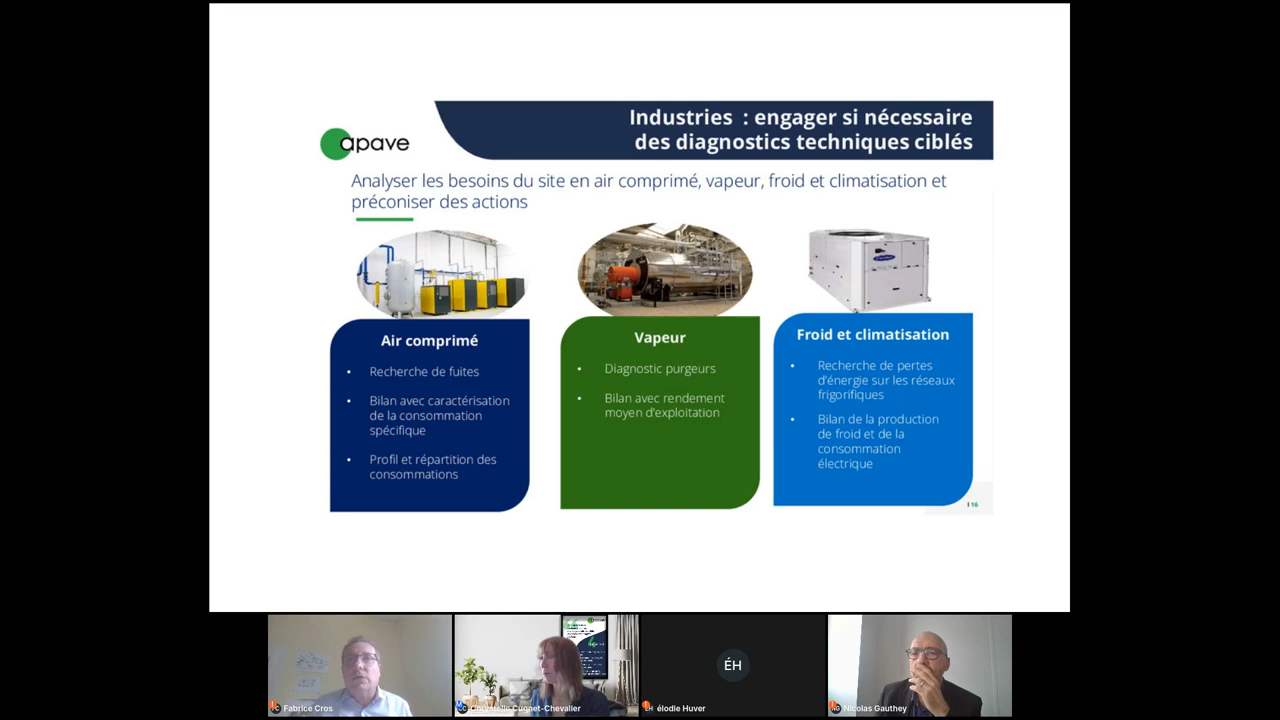 apave
Industries : engager si nécessaire
des diagnostics techniques ciblés
Analyser les besoins du site en air comprimé, vapeur, froid et climatisation et
préconiser des actions
Air comprimé
• Recherche de fuites
• Bilan avec caractérisation
de la consommation
spécifique
• Profil et répartition des
consommations
Vapeur
• Diagnostic purgeurs
• Bilan avec rendement
moyen d'exploitation
Froid et climatisation
• Recherche de pertes
d'énergie sur les réseaux
frigorifiques
• Bilan de la production
de froid et de la
consommation
électrique
16
ÉH
Fabrice Cros
Cugnet-Chevalier
élodie Huver
Nicolas Gauthey